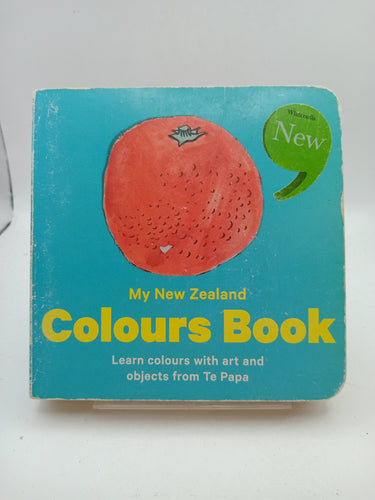 Whitcoulls
New
My New Zealand
Colours Book
Learn colours with art and
objects from Te Papa